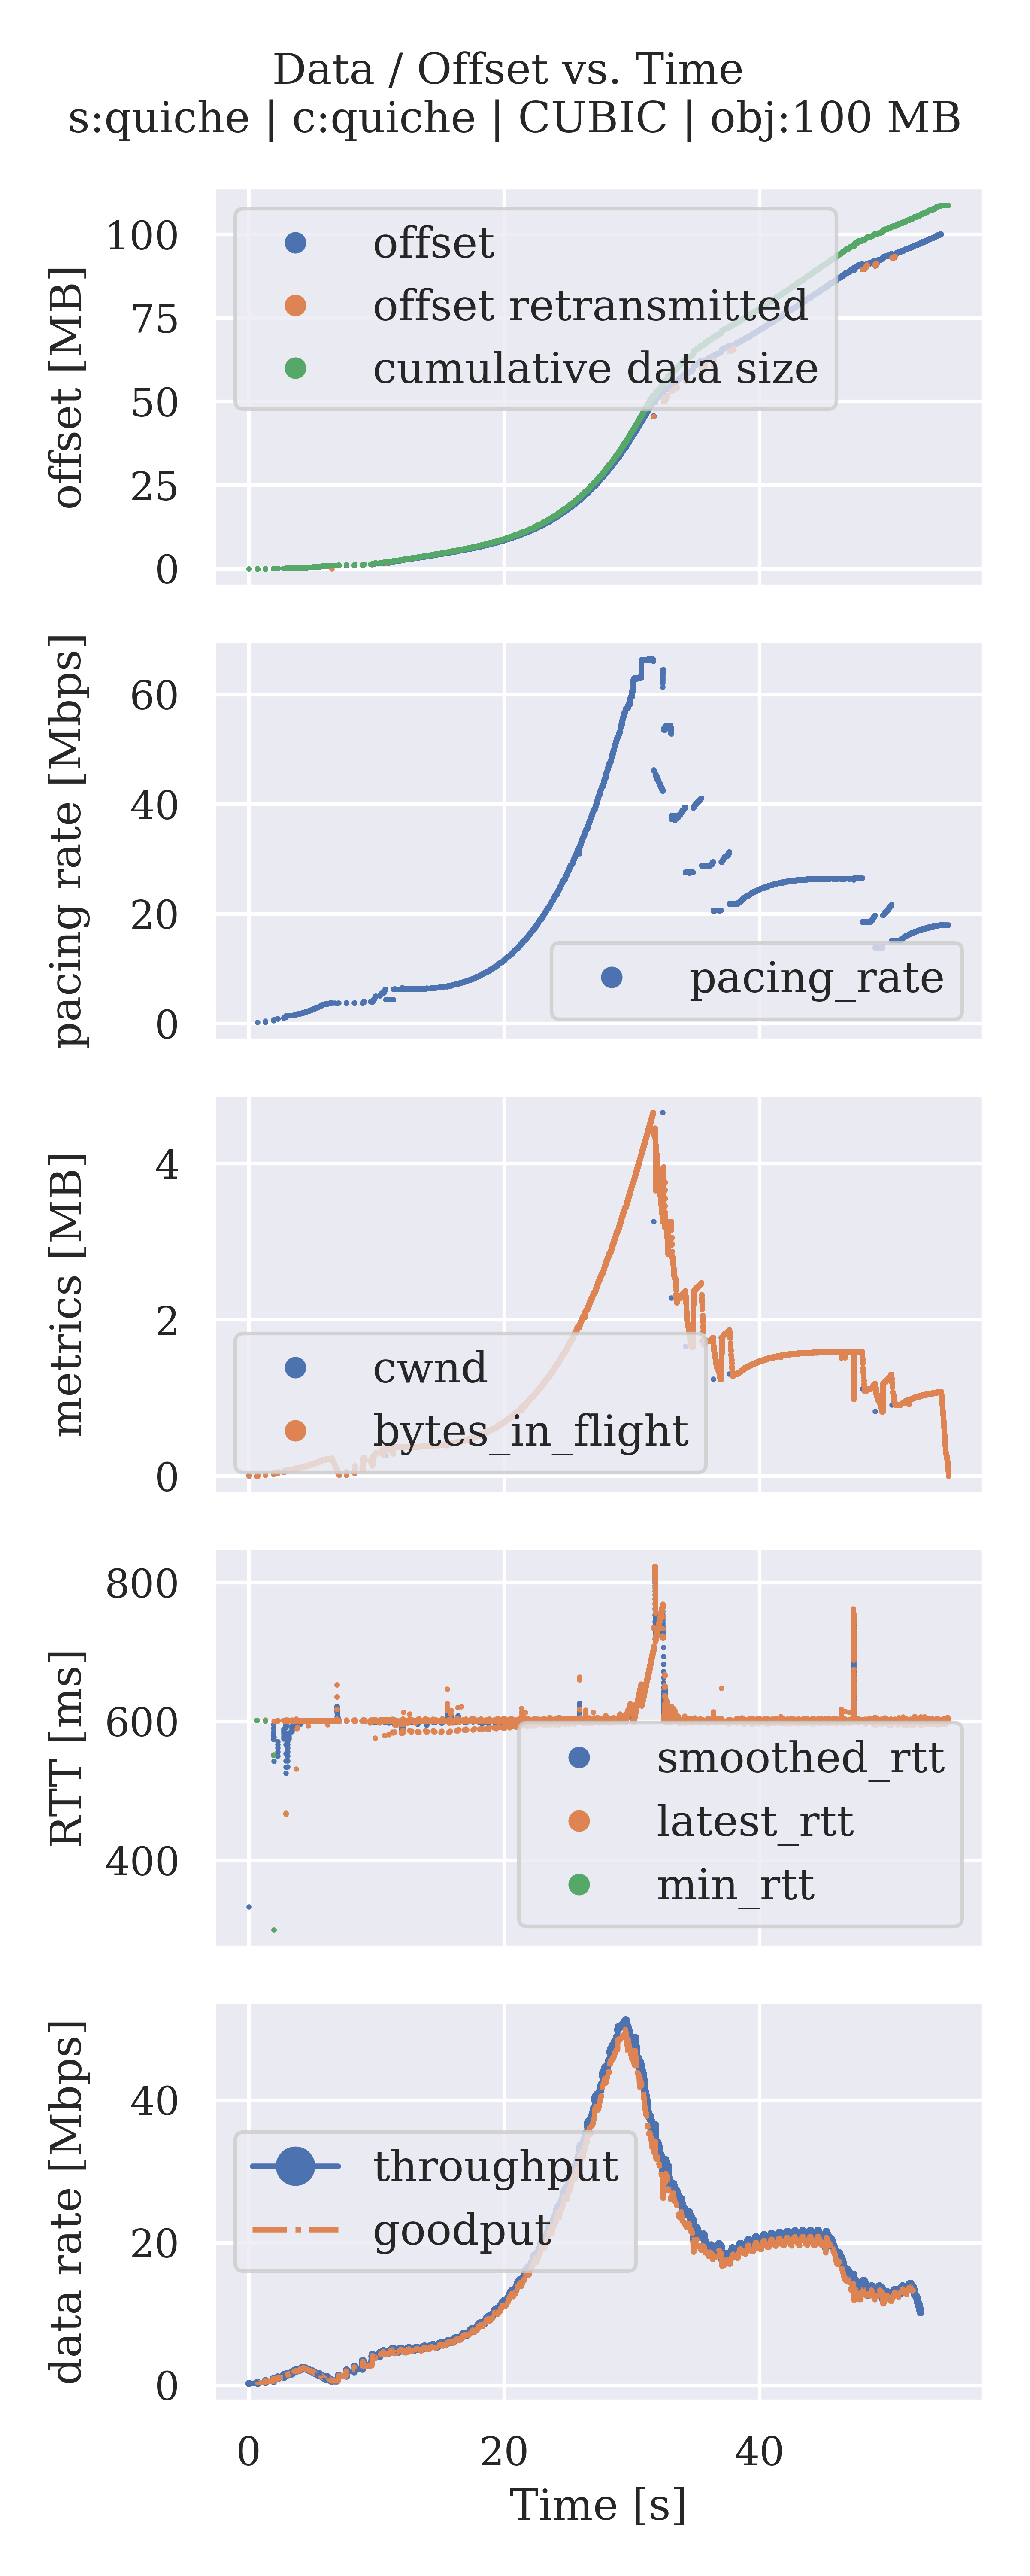 Data / Offset vs. Time
s:quiche | c:quiche | CUBIC | obj:100 MB
offset [MB]
100
75
50
25
0
offset
offset retransmitted
cumulative data size
pacing rate [Mbps]
60
40
20
0
pacing_rate
metrics [MB]
4
2
0
cwnd
bytes_in_flight
RTT [ms]
800
600
400
smoothed_rtt
latest_rtt
min_rtt
data rate [Mbps]
40
20
0
throughput
goodput
0 20 40
Time [s]